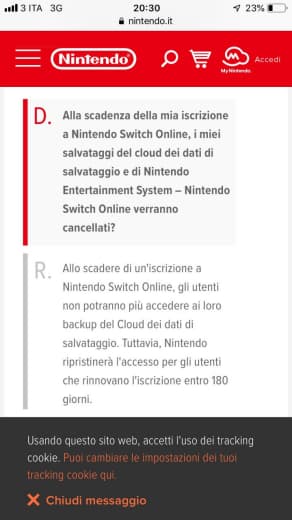 3 ITA 3G 20:30 23%
nintendo.it
Nintendo My Nintendo Accedi
D. Alla scadenza della mia iscrizione
a Nintendo Switch Online, i miei
salvataggi del cloud dei dati di
salvataggio e di Nintendo
Entertainment System – Nintendo
Switch Online verranno
cancellati?
R. Allo scadere di un'iscrizione a
Nintendo Switch Online, gli utenti
non potranno più accedere ai loro
backup del Cloud dei dati di
salvataggio. Tuttavia, Nintendo
ripristinerà l'accesso per gli utenti
che rinnovano l'iscrizione entro 180
giorni.
Usando questo sito web, accetti l'uso dei tracking
cookie. Puoi cambiare le impostazioni dei tuoi
tracking cookie qui.
Chiudi messaggio